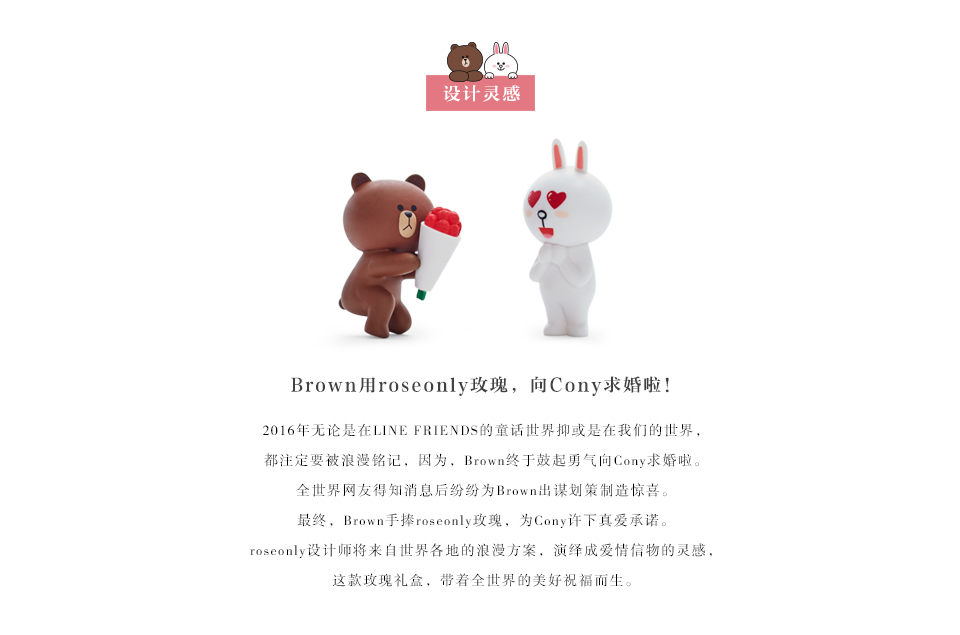 设计灵感
Brown用roseonly玫瑰，向Cony求婚啦！
2016年无论是在LINE FRIENDS的童话世界抑或是在我们的世界，
都注定要被浪漫铭记，因为，Brown终于鼓起勇气向Cony求婚啦。
全世界网友得知消息后纷纷为Brown出谋划策制造惊喜。
最终，Brown手捧roseonly玫瑰，为Cony许下真爱承诺。
roseonly设计师将来自世界各地的浪漫方案，演绎成爱情信物的灵感，
这款玫瑰礼盒，带着全世界的美好祝福而生。